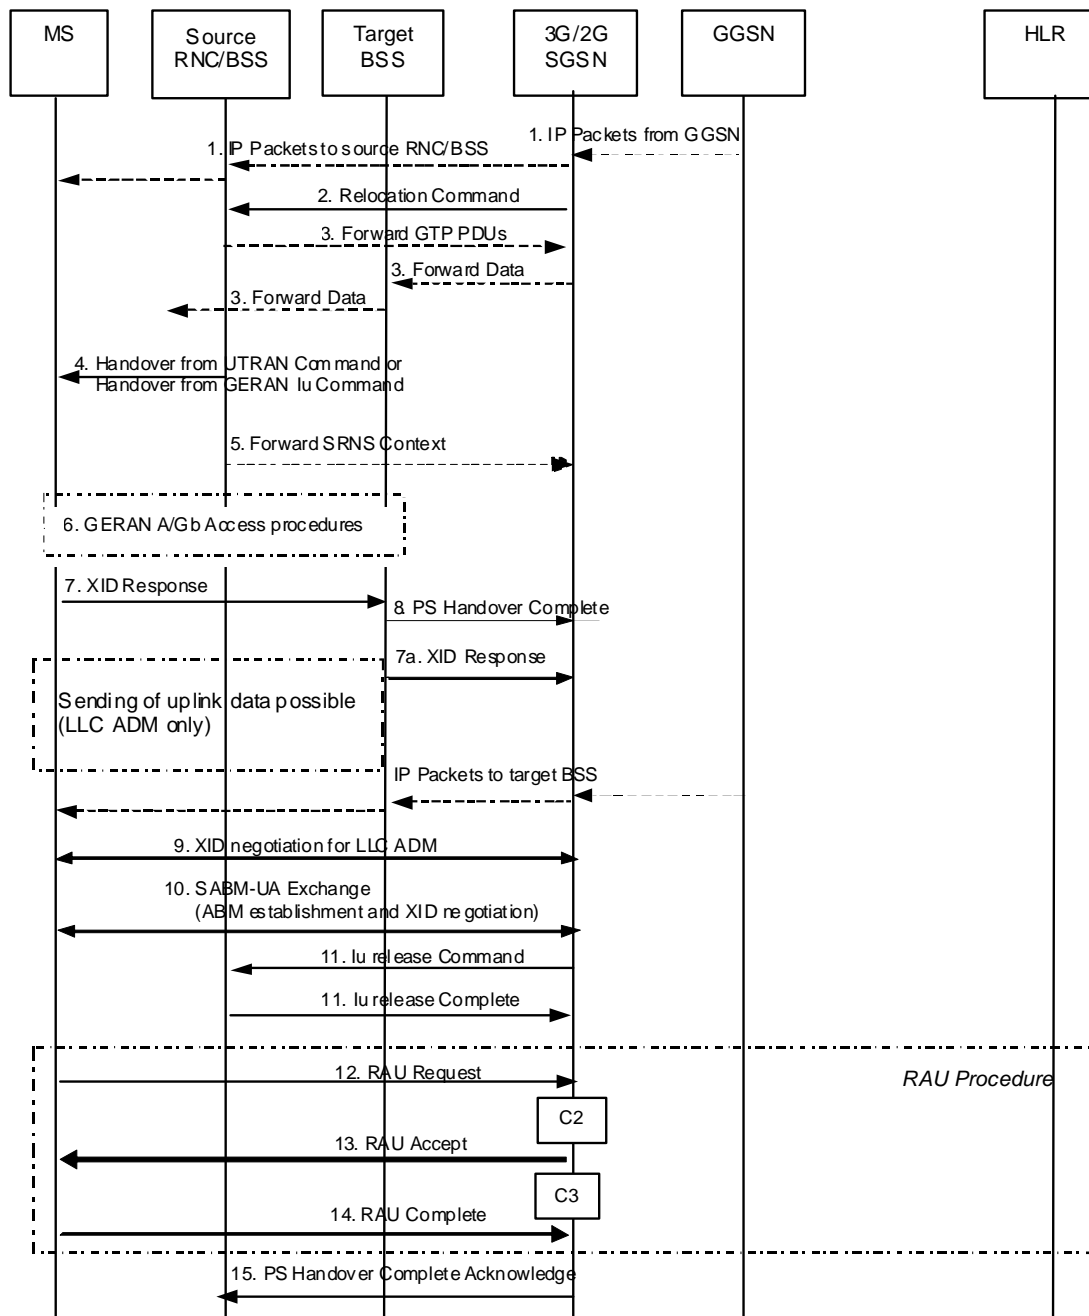 MS
Source
RNC/BSS
Target
BSS
3G/2G
SGSN
GGSN
HLR
1. IP Packets from GGSN
1. IP Packets to source RNC/BSS
2. Relocation Command
3. Forward GTP PDUs
3. Forward Data
3. Forward Data
4. Handover from UTRAN Command or
Handover from GERAN Iu Command
5. Forward SRNS Context
6. GERAN A/Gb Access procedures
7. XID Response
8. PS Handover Complete
7a. XID Response
Sending of uplink data possible
(LLC ADM only)
IP Packets to target BSS
9. XID negotiation for LLC ADM
10. SABM-UA Exchange
(ABM establishment and XID negotiation)
11. Iu release Command
11. Iu release Complete
12. RAU Request
RAU Procedure
C2
13. RAU Accept
C3
14. RAU Complete
15. PS Handover Complete Acknowledge